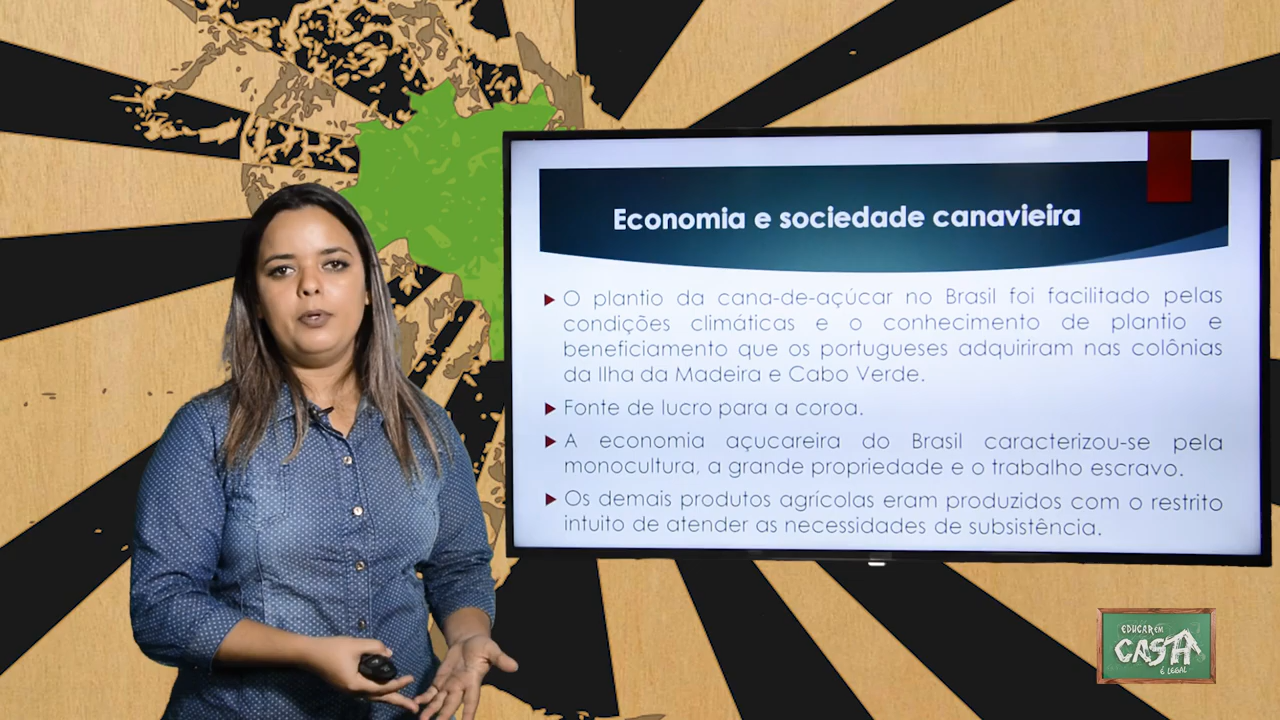 Economia e sociedade canavieira
O plantio da cana-de-açúcar no Brasil foi facilitado pelas
condições climáticas e o conhecimento de plantio e
beneficiamento que os portugueses adquiriram nas colônias
da Ilha da Madeira e Cabo Verde.
Fonte de lucro para a coroa.
A economia açucareira do Brasil caracterizou-se pela
monocultura, a grande propriedade e o trabalho escravo.
Os demais produtos agrícolas eram produzidos com o restrito
intuito de atender as necessidades de subsistência.
EDUCAR EM
CASA
É LEGAL